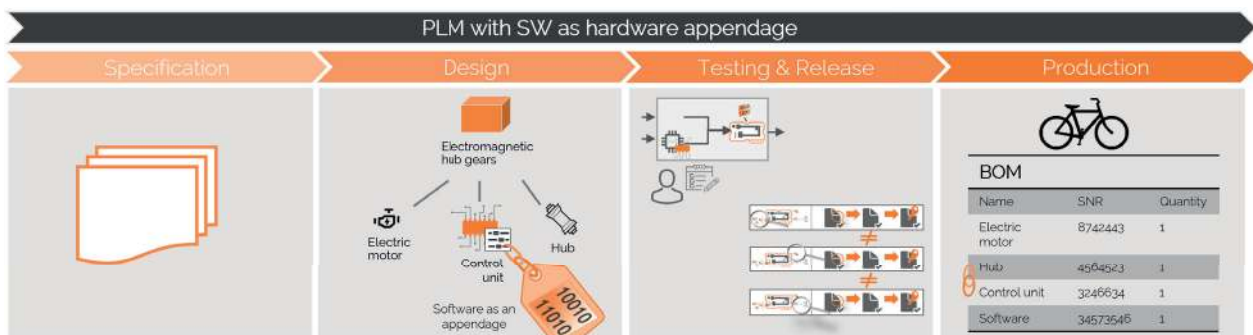 PLM with SW as hardware appendage
Specification
Design
Testing & Release
Production
Electromagnetic
hub gears
Electric
motor
Control
unit
Hub
Software as an
appendage
10010
11010
≠
≠
BOM
Name SNR Quantity
Electric
motor 8742443 1
Hub 4564523 1
Control unit 3246634 1
Software 34573546 1